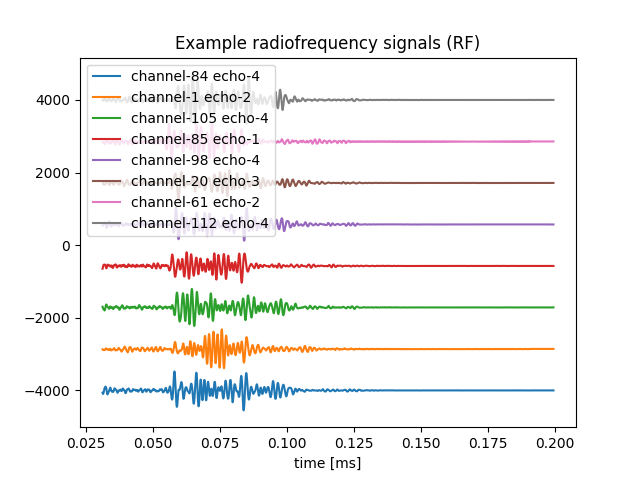 Example radiofrequency signals (RF)
channel-84 echo-4
channel-1 echo-2
channel-105 echo-4
channel-85 echo-1
channel-98 echo-4
channel-20 echo-3
channel-61 echo-2
channel-112 echo-4
4000
2000
0
−2000
−4000
0.025 0.050 0.075 0.100 0.125 0.150 0.175 0.200
time [ms]